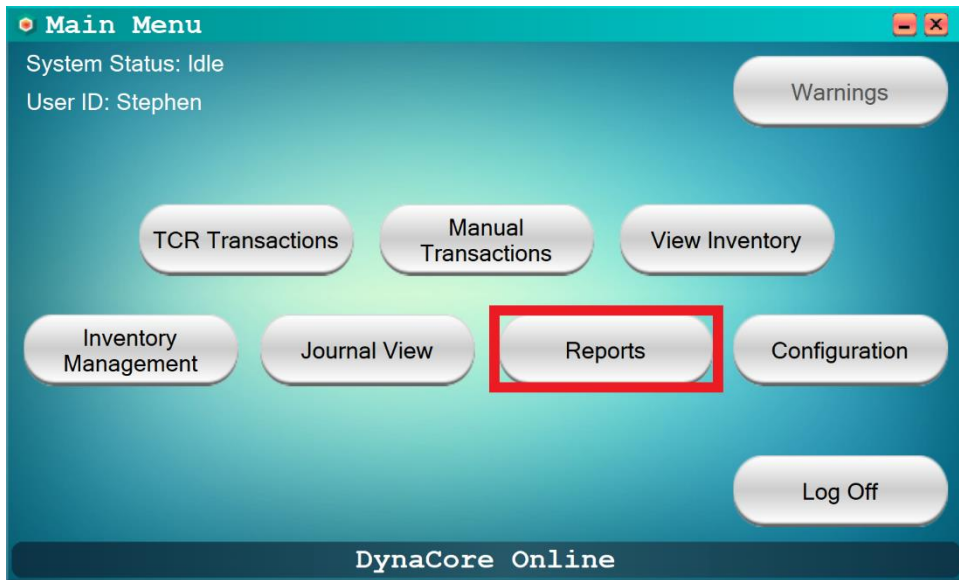 Main Menu
System Status: Idle
User ID: Stephen
Warnings
TCR Transactions
Manual
Transactions
View Inventory
Inventory
Management
Journal View
Reports
Configuration
Log Off
DynaCore Online